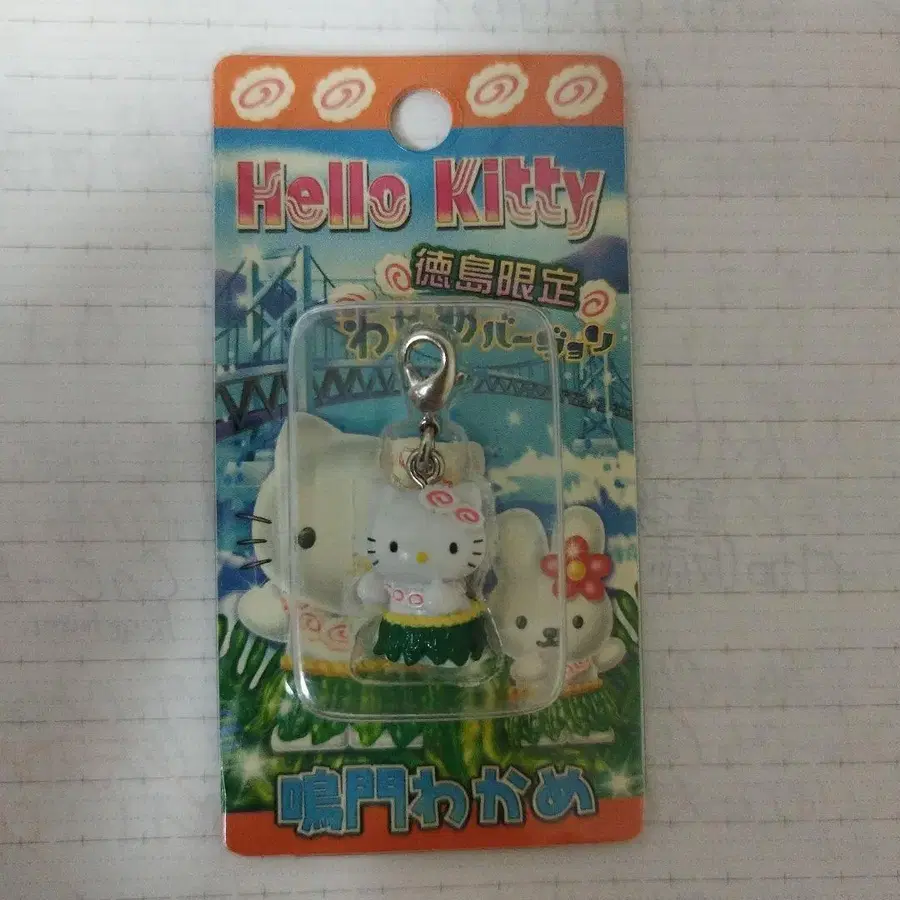 Hello Kitty
徳島限定
わかめバージョン
鳴門わかめ